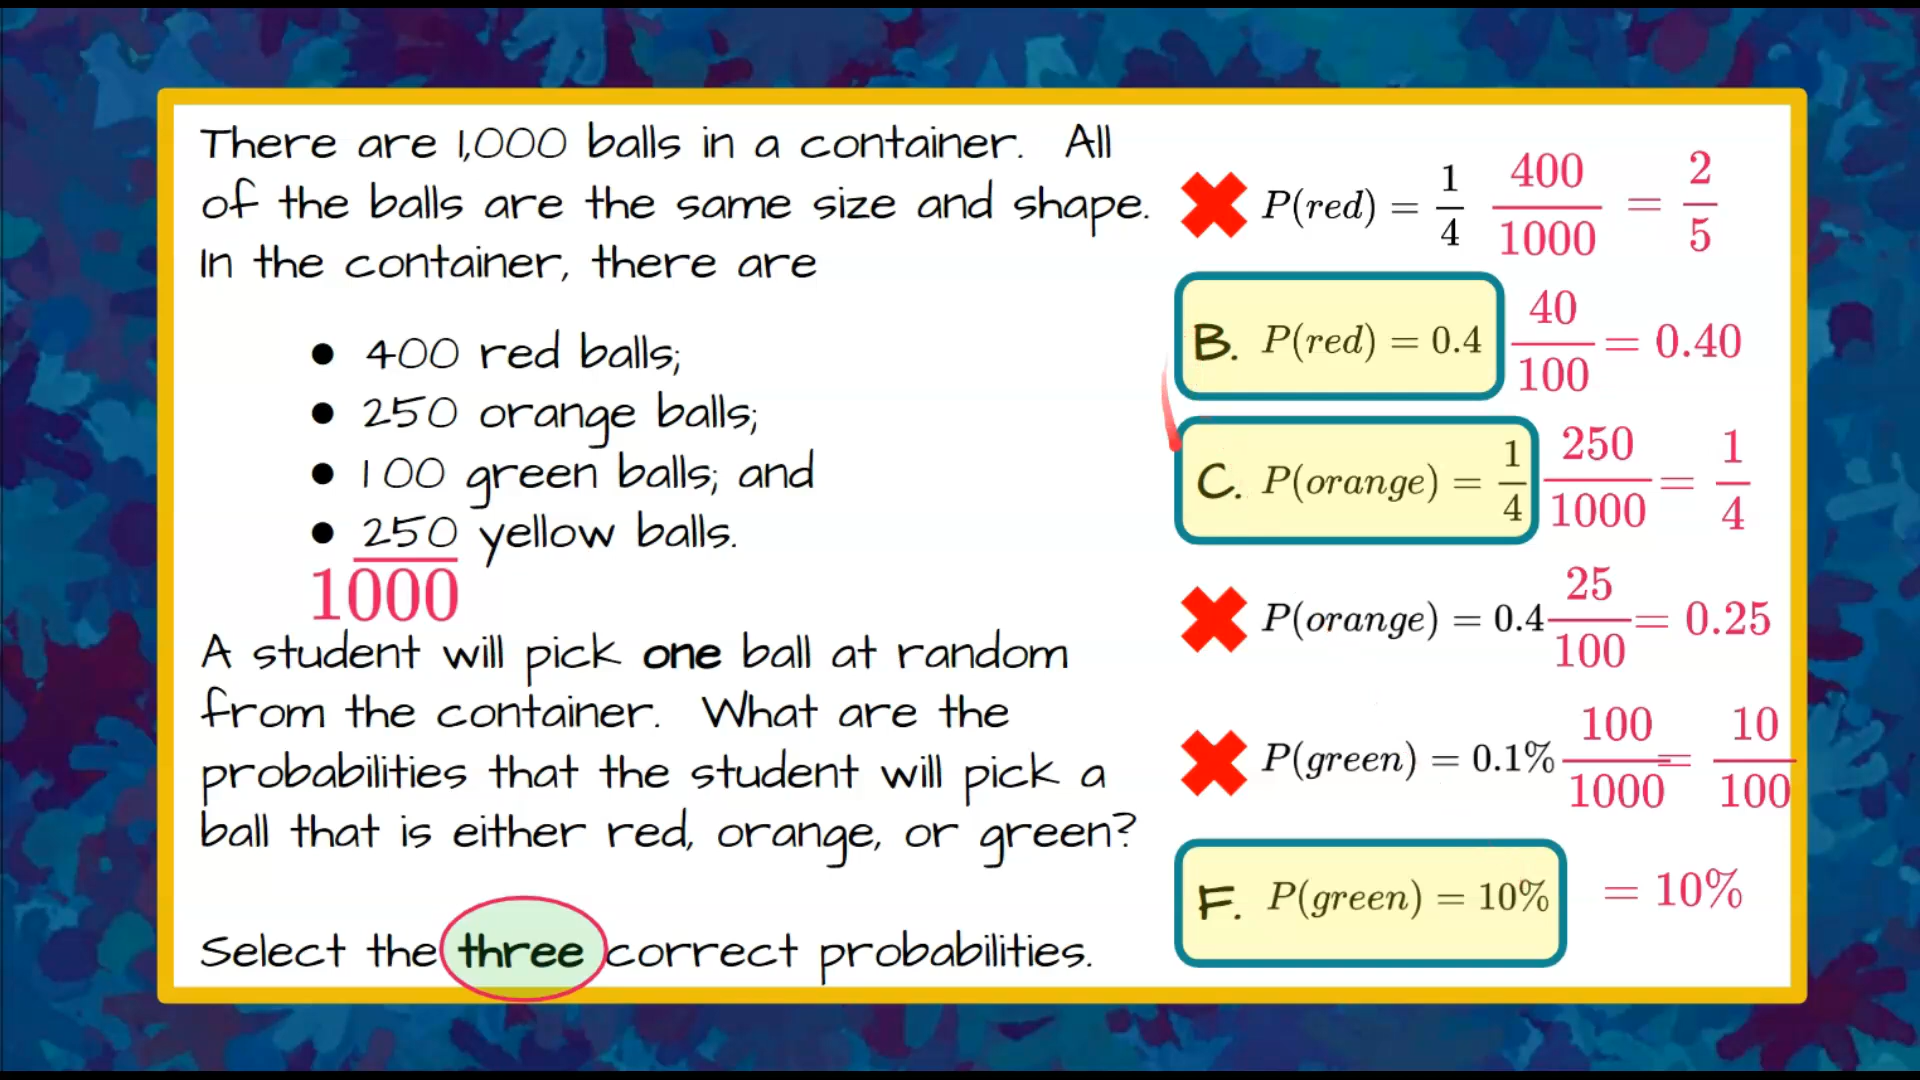 There are 1,000 balls in a container. All
of the balls are the same size and shape.
In the container, there are
● 400 red balls;
● 250 orange balls;
● 100 green balls; and
● 250 yellow balls.
1000
A student will pick one ball at random
from the container. What are the
probabilities that the student will pick a
ball that is either red, orange, or green?
Select the three correct probabilities.
P(red) = 1/4 400/1000 = 2/5
B. P(red) = 0.4 40/100 = 0.40
C. P(orange) = 1/4 250/1000 = 1/4
P(orange) = 0.4 25/100 = 0.25
P(green) = 0.1% 100/1000 = 10/100
F. P(green) = 10% = 10%